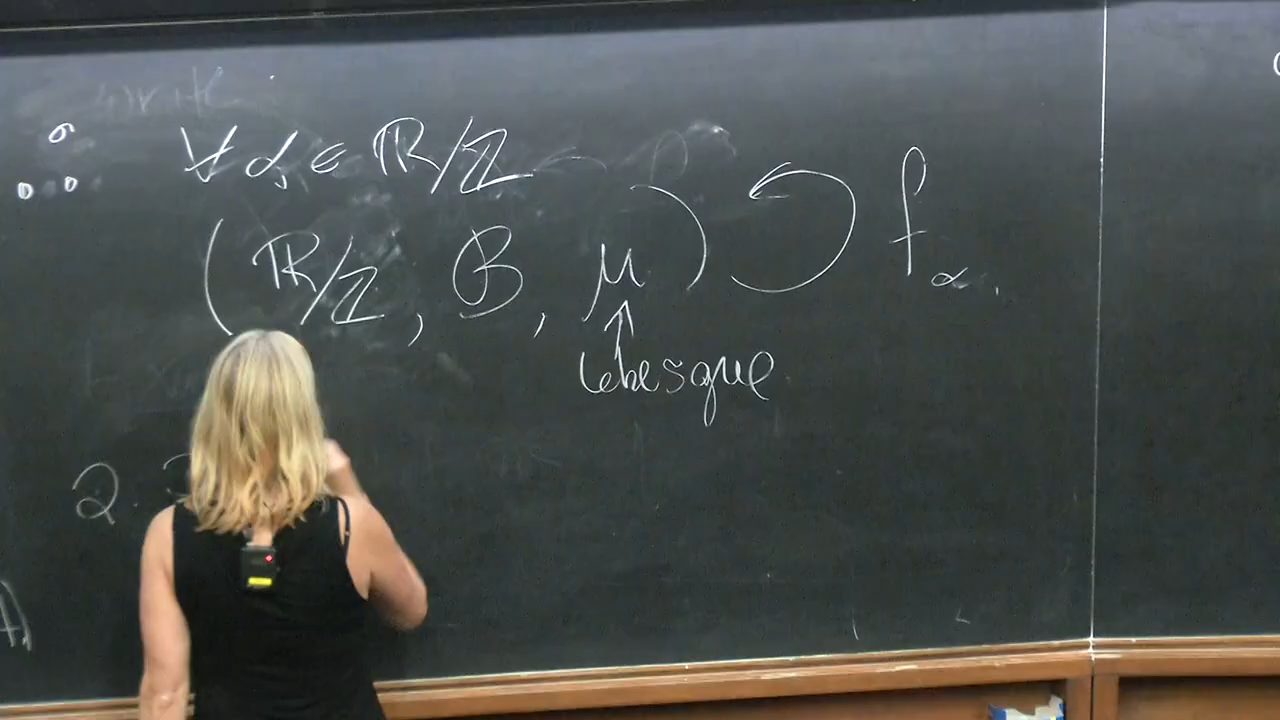 ∀ α, ∈ ℝ/ℤ
(ℝ/ℤ, ℬ, μ) ↺ f_α
↑
Lebesgue
2.